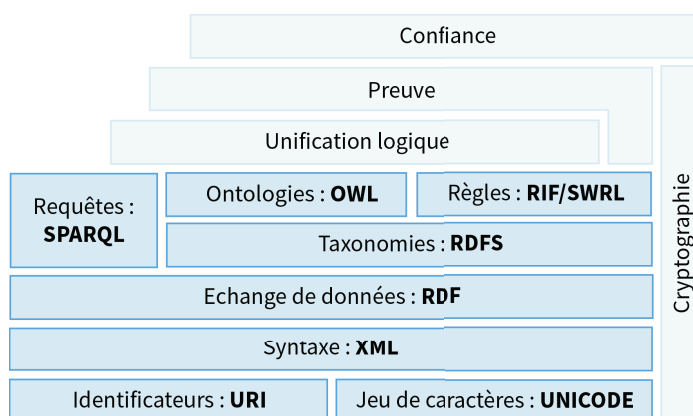 Confiance
Preuve
Unification logique
Requêtes :
SPARQL
Ontologies : OWL
Règles : RIF/SWRL
Taxonomies : RDFS
Echange de données : RDF
Syntaxe : XML
Identificateurs : URI
Jeu de caractères : UNICODE
Cryptographie